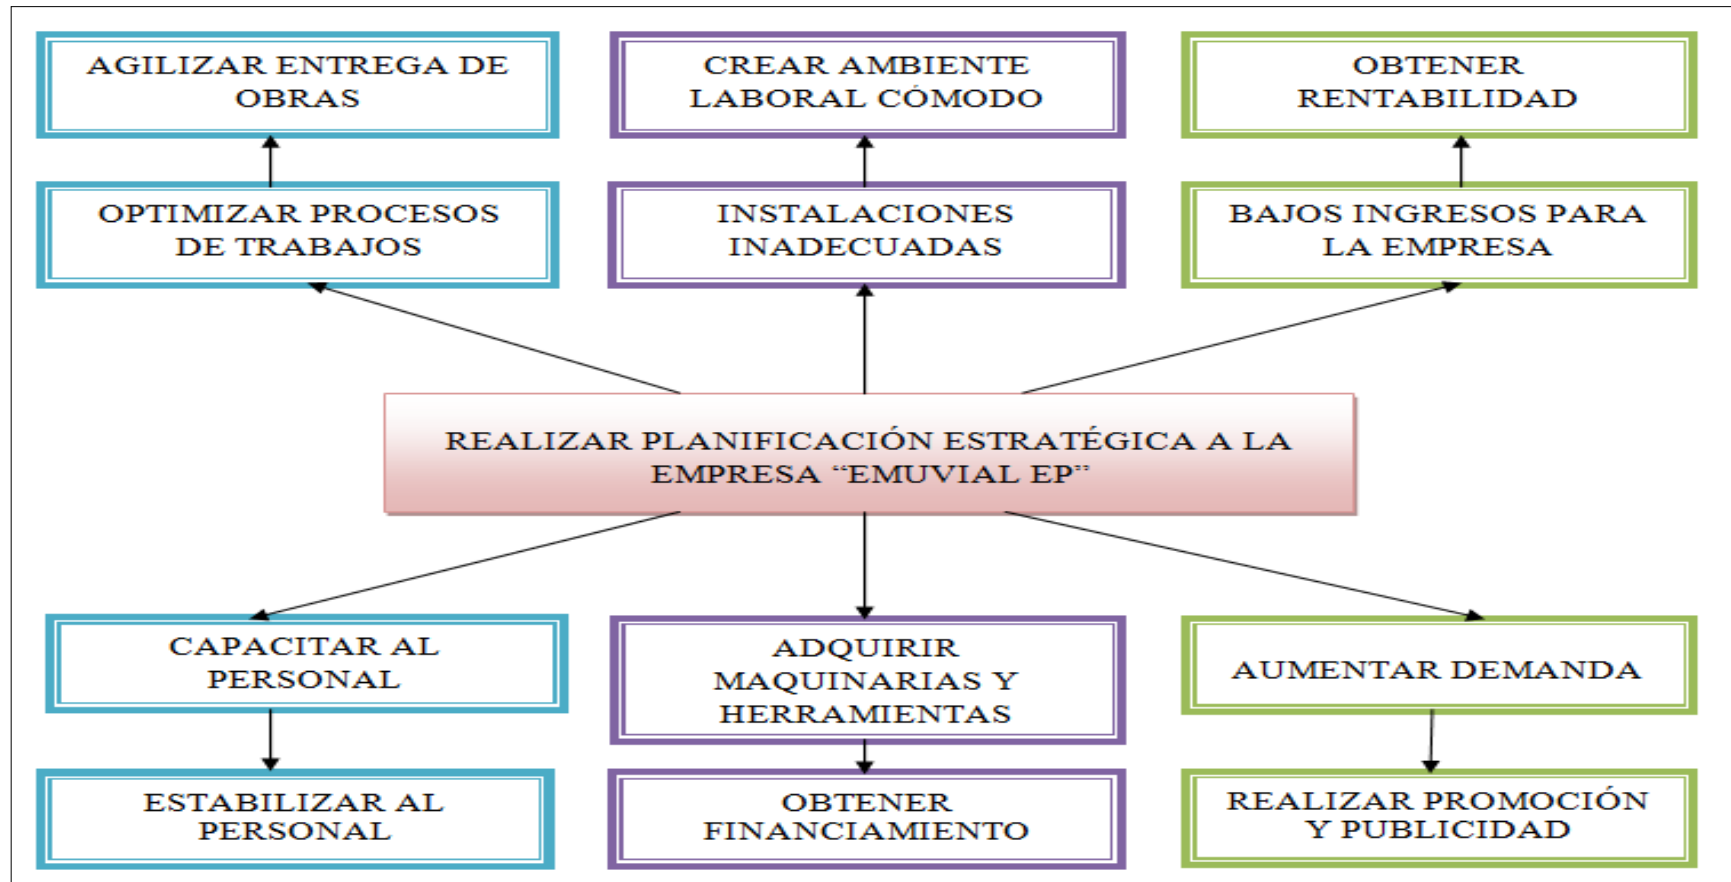 AGILIZAR ENTREGA DE
OBRAS
CREAR AMBIENTE
LABORAL CÓMODO
OBTENER
RENTABILIDAD
OPTIMIZAR PROCESOS
DE TRABAJOS
INSTALACIONES
INADECUADAS
BAJOS INGRESOS PARA
LA EMPRESA
REALIZAR PLANIFICACIÓN ESTRATÉGICA A LA
EMPRESA “EMUVIAL EP”
CAPACITAR AL
PERSONAL
ADQUIRIR
MAQUINARIAS Y
HERRAMIENTAS
AUMENTAR DEMANDA
ESTABILIZAR AL
PERSONAL
OBTENER
FINANCIAMIENTO
REALIZAR PROMOCIÓN
Y PUBLICIDAD